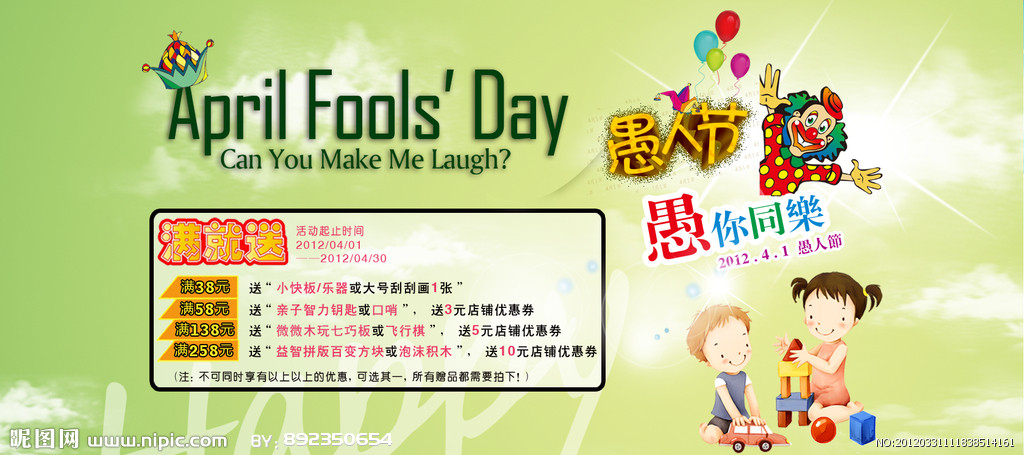 April Fools' Day
Can You Make Me Laugh?
愚人节
愚你同樂
2012.4.1 愚人節
满就送
活动起止时间
2012/04/01
——2012/04/30
满38元 送“小快板/乐器或大号刮刮画1张”
满58元 送“亲子智力钥匙或口哨”, 送3元店铺优惠券
满138元 送“微微木玩七巧板或飞行棋”, 送5元店铺优惠券
满258元 送“益智拼版百变方块或泡沫积木”, 送10元店铺优惠券
(注:不可同时享有以上以上的优惠,可选其一,所有赠品都需要拍下!)
Happy
昵图网 www.nipic.com BY:892350654
NO:20120331111838514161